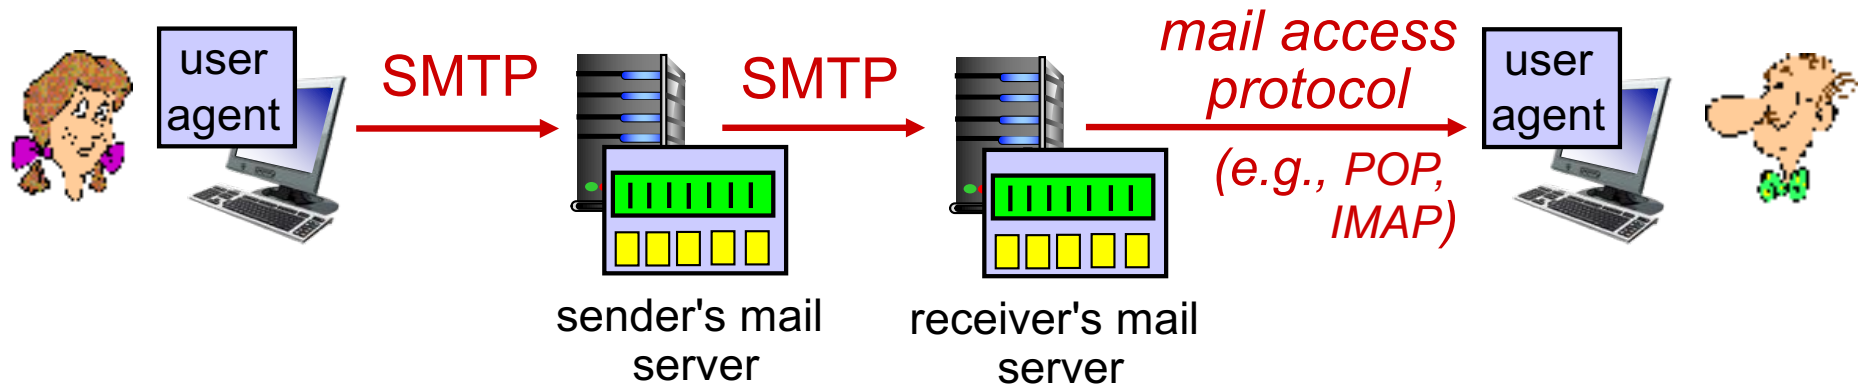 user
agent
SMTP
SMTP
mail access
protocol
(e.g., POP,
IMAP)
user
agent
sender's mail
server
receiver's mail
server